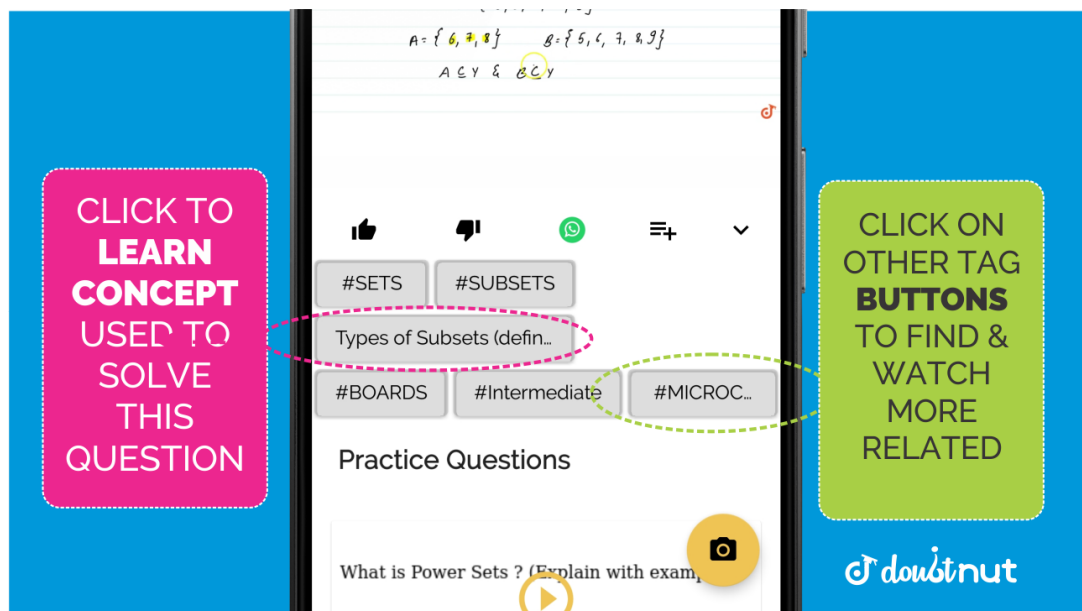 A = { 6, 7, 8 } B = { 5, 6, 7, 8, 9 }
A ⊆ Y & B ⊆ Y
CLICK TO
LEARN
CONCEPT
USED TO
SOLVE
THIS
QUESTION
#SETS #SUBSETS
Types of Subsets (defin...
#BOARDS #Intermediate #MICROC...
Practice Questions
What is Power Sets ? (Explain with examp
CLICK ON
OTHER TAG
BUTTONS
TO FIND &
WATCH
MORE
RELATED
doubtnut